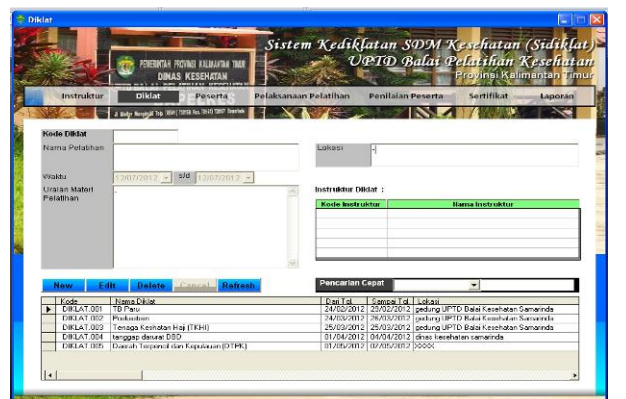 Diklat
Sistem Kediklatan SDM Kesehatan (Sidiklat)
UPTD Balai Pelatihan Kesehatan
Provinsi Kalimantan Timur
PEMERINTAH PROVINSI KALIMANTAN TIMUR
DINAS KESEHATAN
Instruktur Diklat Peserta Pelaksanaan Pelatihan Penilaian Peserta Sertifikat Laporan
Kode Diklat
Nama Pelatihan
Lokasi -
Waktu 12/07/2012 s/d 12/07/2012
Uraian Materi Pelatihan -
Instruktur Diklat :
Kode Instruktur Nama Instruktur
New Edit Delete Cancel Refresh
Pencarian Cepat
Kode Nama Diklat Dari Tgl. Sampai Tgl. Lokasi
DIKLAT.001 TB Paru 24/02/2012 29/02/2012 gedung UPTD Balai Kesehatan Samarinda
DIKLAT.002 24/03/2012 26/03/2012 gedung UPTD Balai Kesehatan Samarinda
DIKLAT.003 Tenaga Keshatan Haji (TKHI) 25/03/2012 25/03/2012 gedung UPTD Balai Kesehatan Samarinda
DIKLAT.004 tanggap darurat DBD 01/04/2012 04/04/2012 dinas kesehatan samarinda
DIKLAT.005 Daerah Terpencil dan Kepulauan (DTPK) 01/05/2012 02/05/2012 XXXX